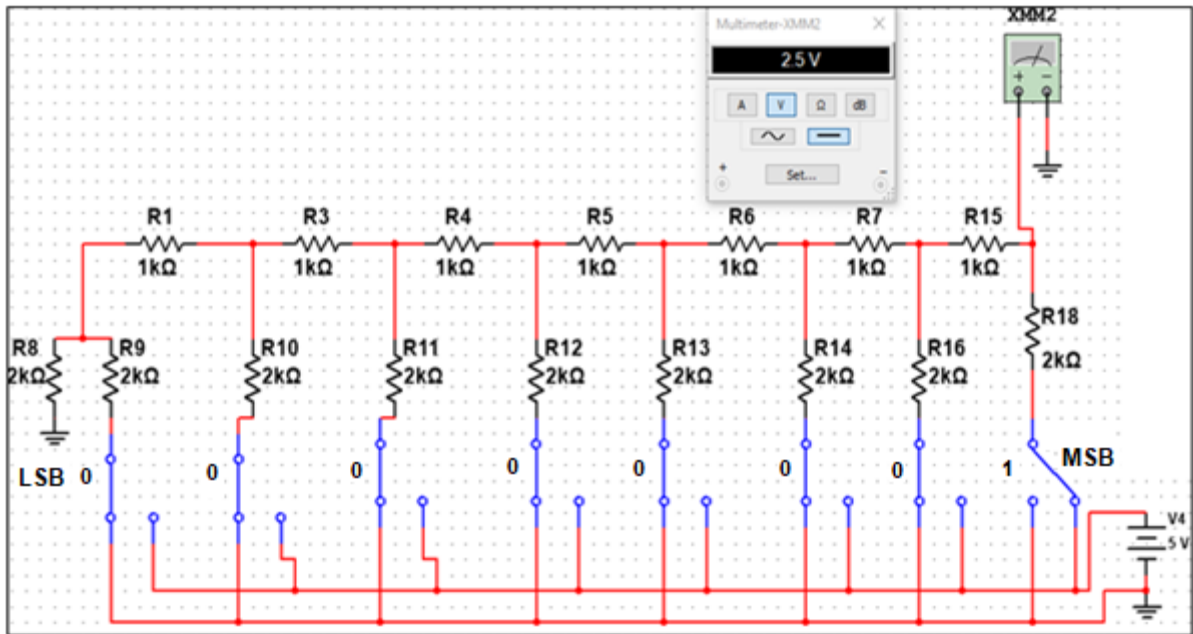 XMM2
Multimeter-XMM2
2.5 V
A V Ω dB
+ −
Set...
+ −
R1 R3 R4 R5 R6 R7 R15
1kΩ 1kΩ 1kΩ 1kΩ 1kΩ 1kΩ 1kΩ
R18
2kΩ
R8 R9 R10 R11 R12 R13 R14 R16
2kΩ 2kΩ 2kΩ 2kΩ 2kΩ 2kΩ 2kΩ 2kΩ
LSB 0 0 0 0 0 0 0 1 MSB
V4
5 V